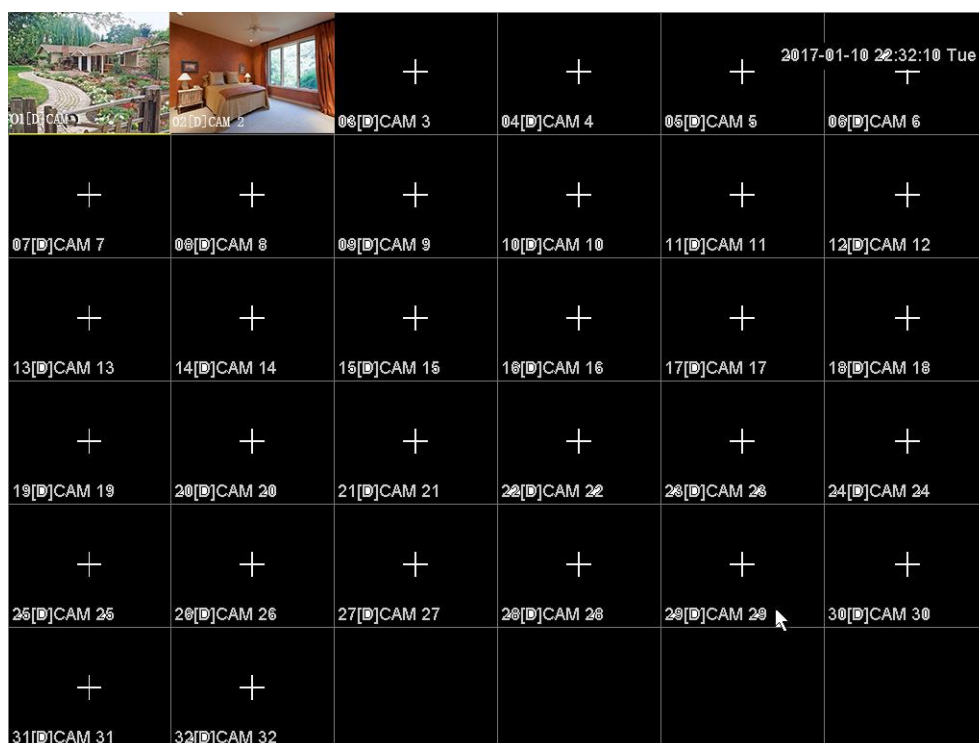 2017-01-10 22:32:10 Tue
01[D]CAM 1
02[D]CAM 2
03[D]CAM 3
04[D]CAM 4
05[D]CAM 5
06[D]CAM 6
07[D]CAM 7
08[D]CAM 8
09[D]CAM 9
10[D]CAM 10
11[D]CAM 11
12[D]CAM 12
13[D]CAM 13
14[D]CAM 14
15[D]CAM 15
16[D]CAM 16
17[D]CAM 17
18[D]CAM 18
19[D]CAM 19
20[D]CAM 20
21[D]CAM 21
22[D]CAM 22
23[D]CAM 23
24[D]CAM 24
25[D]CAM 25
26[D]CAM 26
27[D]CAM 27
28[D]CAM 28
29[D]CAM 29
30[D]CAM 30
31[D]CAM 31
32[D]CAM 32